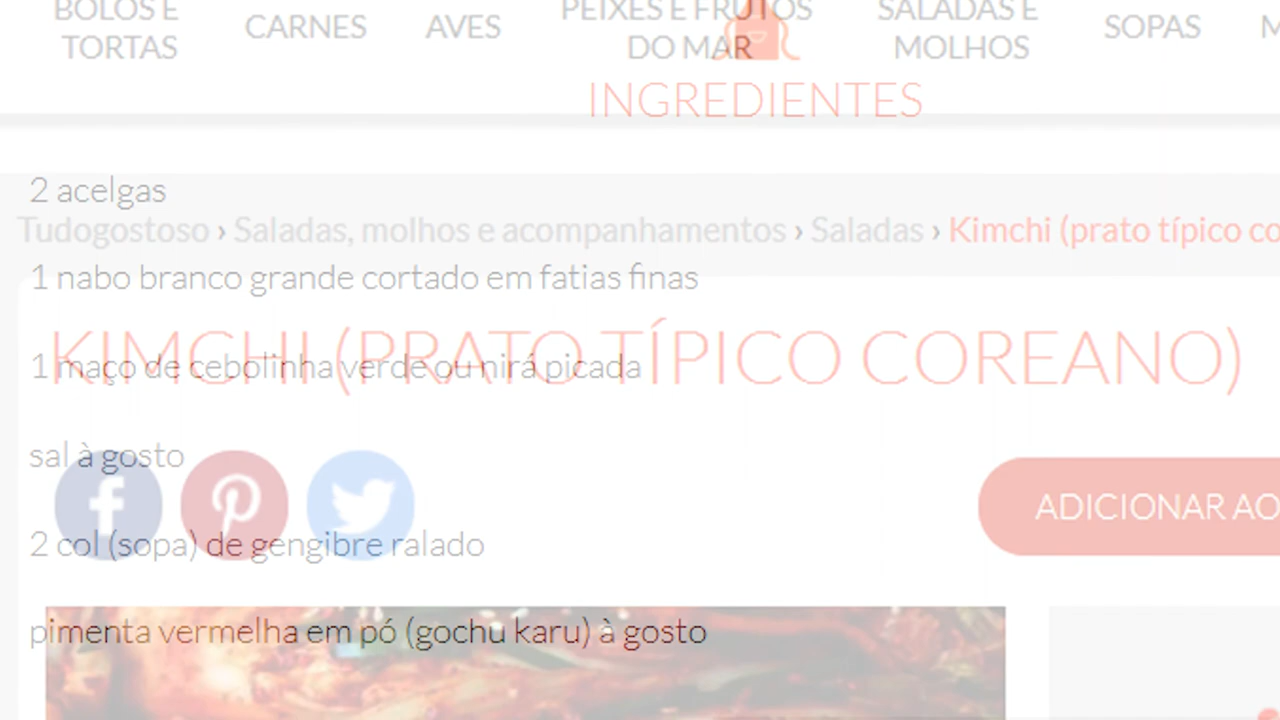 BOLOS E
TORTAS
CARNES
AVES
PEIXES E FRUTOS
DO MAR
SALADAS E
MOLHOS
SOPAS
INGREDIENTES
2 acelgas
Tudogostoso › Saladas, molhos e acompanhamentos › Saladas › Kimchi (prato típico co
1 nabo branco grande cortado em fatias finas
KIMCHI (PRATO TÍPICO COREANO)
1 maço de cebolinha verde ou nirá picada
sal à gosto
ADICIONAR AO
2 col (sopa) de gengibre ralado
pimenta vermelha em pó (gochu karu) à gosto